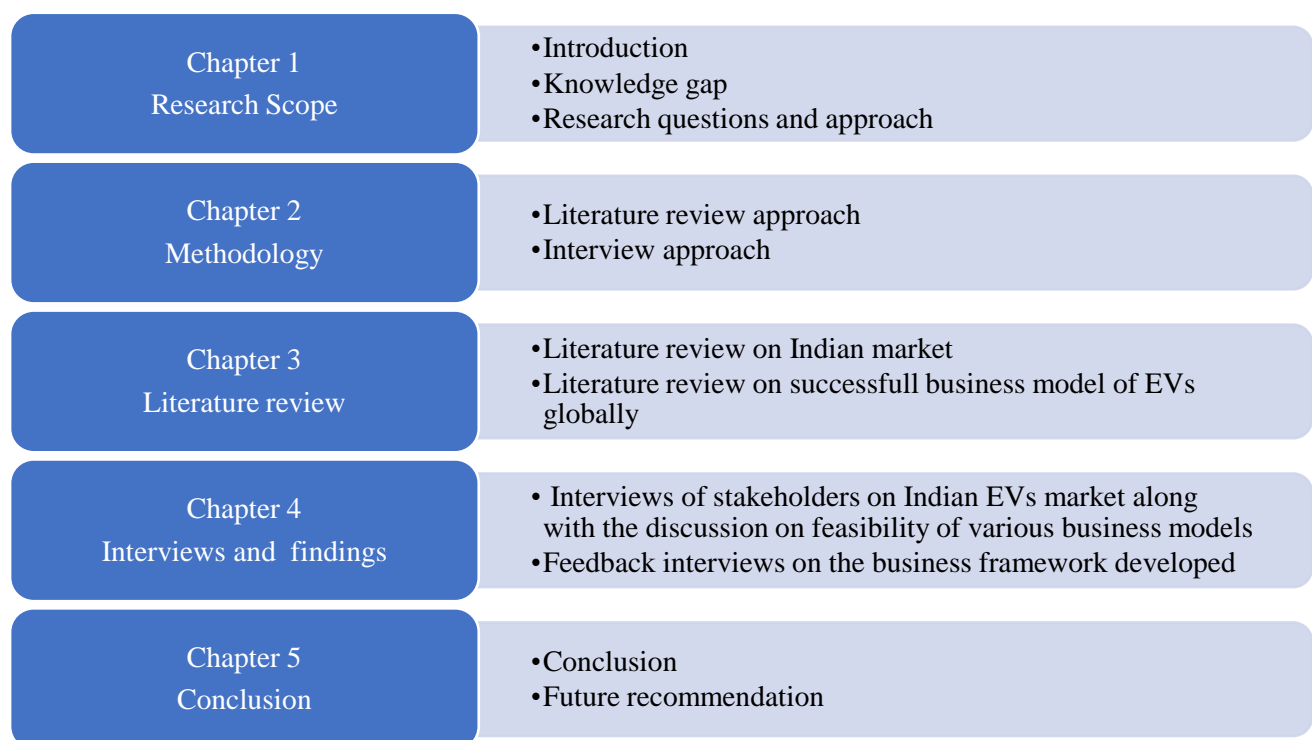 Chapter 1
Research Scope
•Introduction
•Knowledge gap
•Research questions and approach
Chapter 2
Methodology
•Literature review approach
•Interview approach
Chapter 3
Literature review
•Literature review on Indian market
•Literature review on successfull business model of EVs
globally
Chapter 4
Interviews and  findings
• Interviews of stakeholders on Indian EVs market along
with the discussion on feasibility of various business models
•Feedback interviews on the business framework developed
Chapter 5
Conclusion
•Conclusion
•Future recommendation